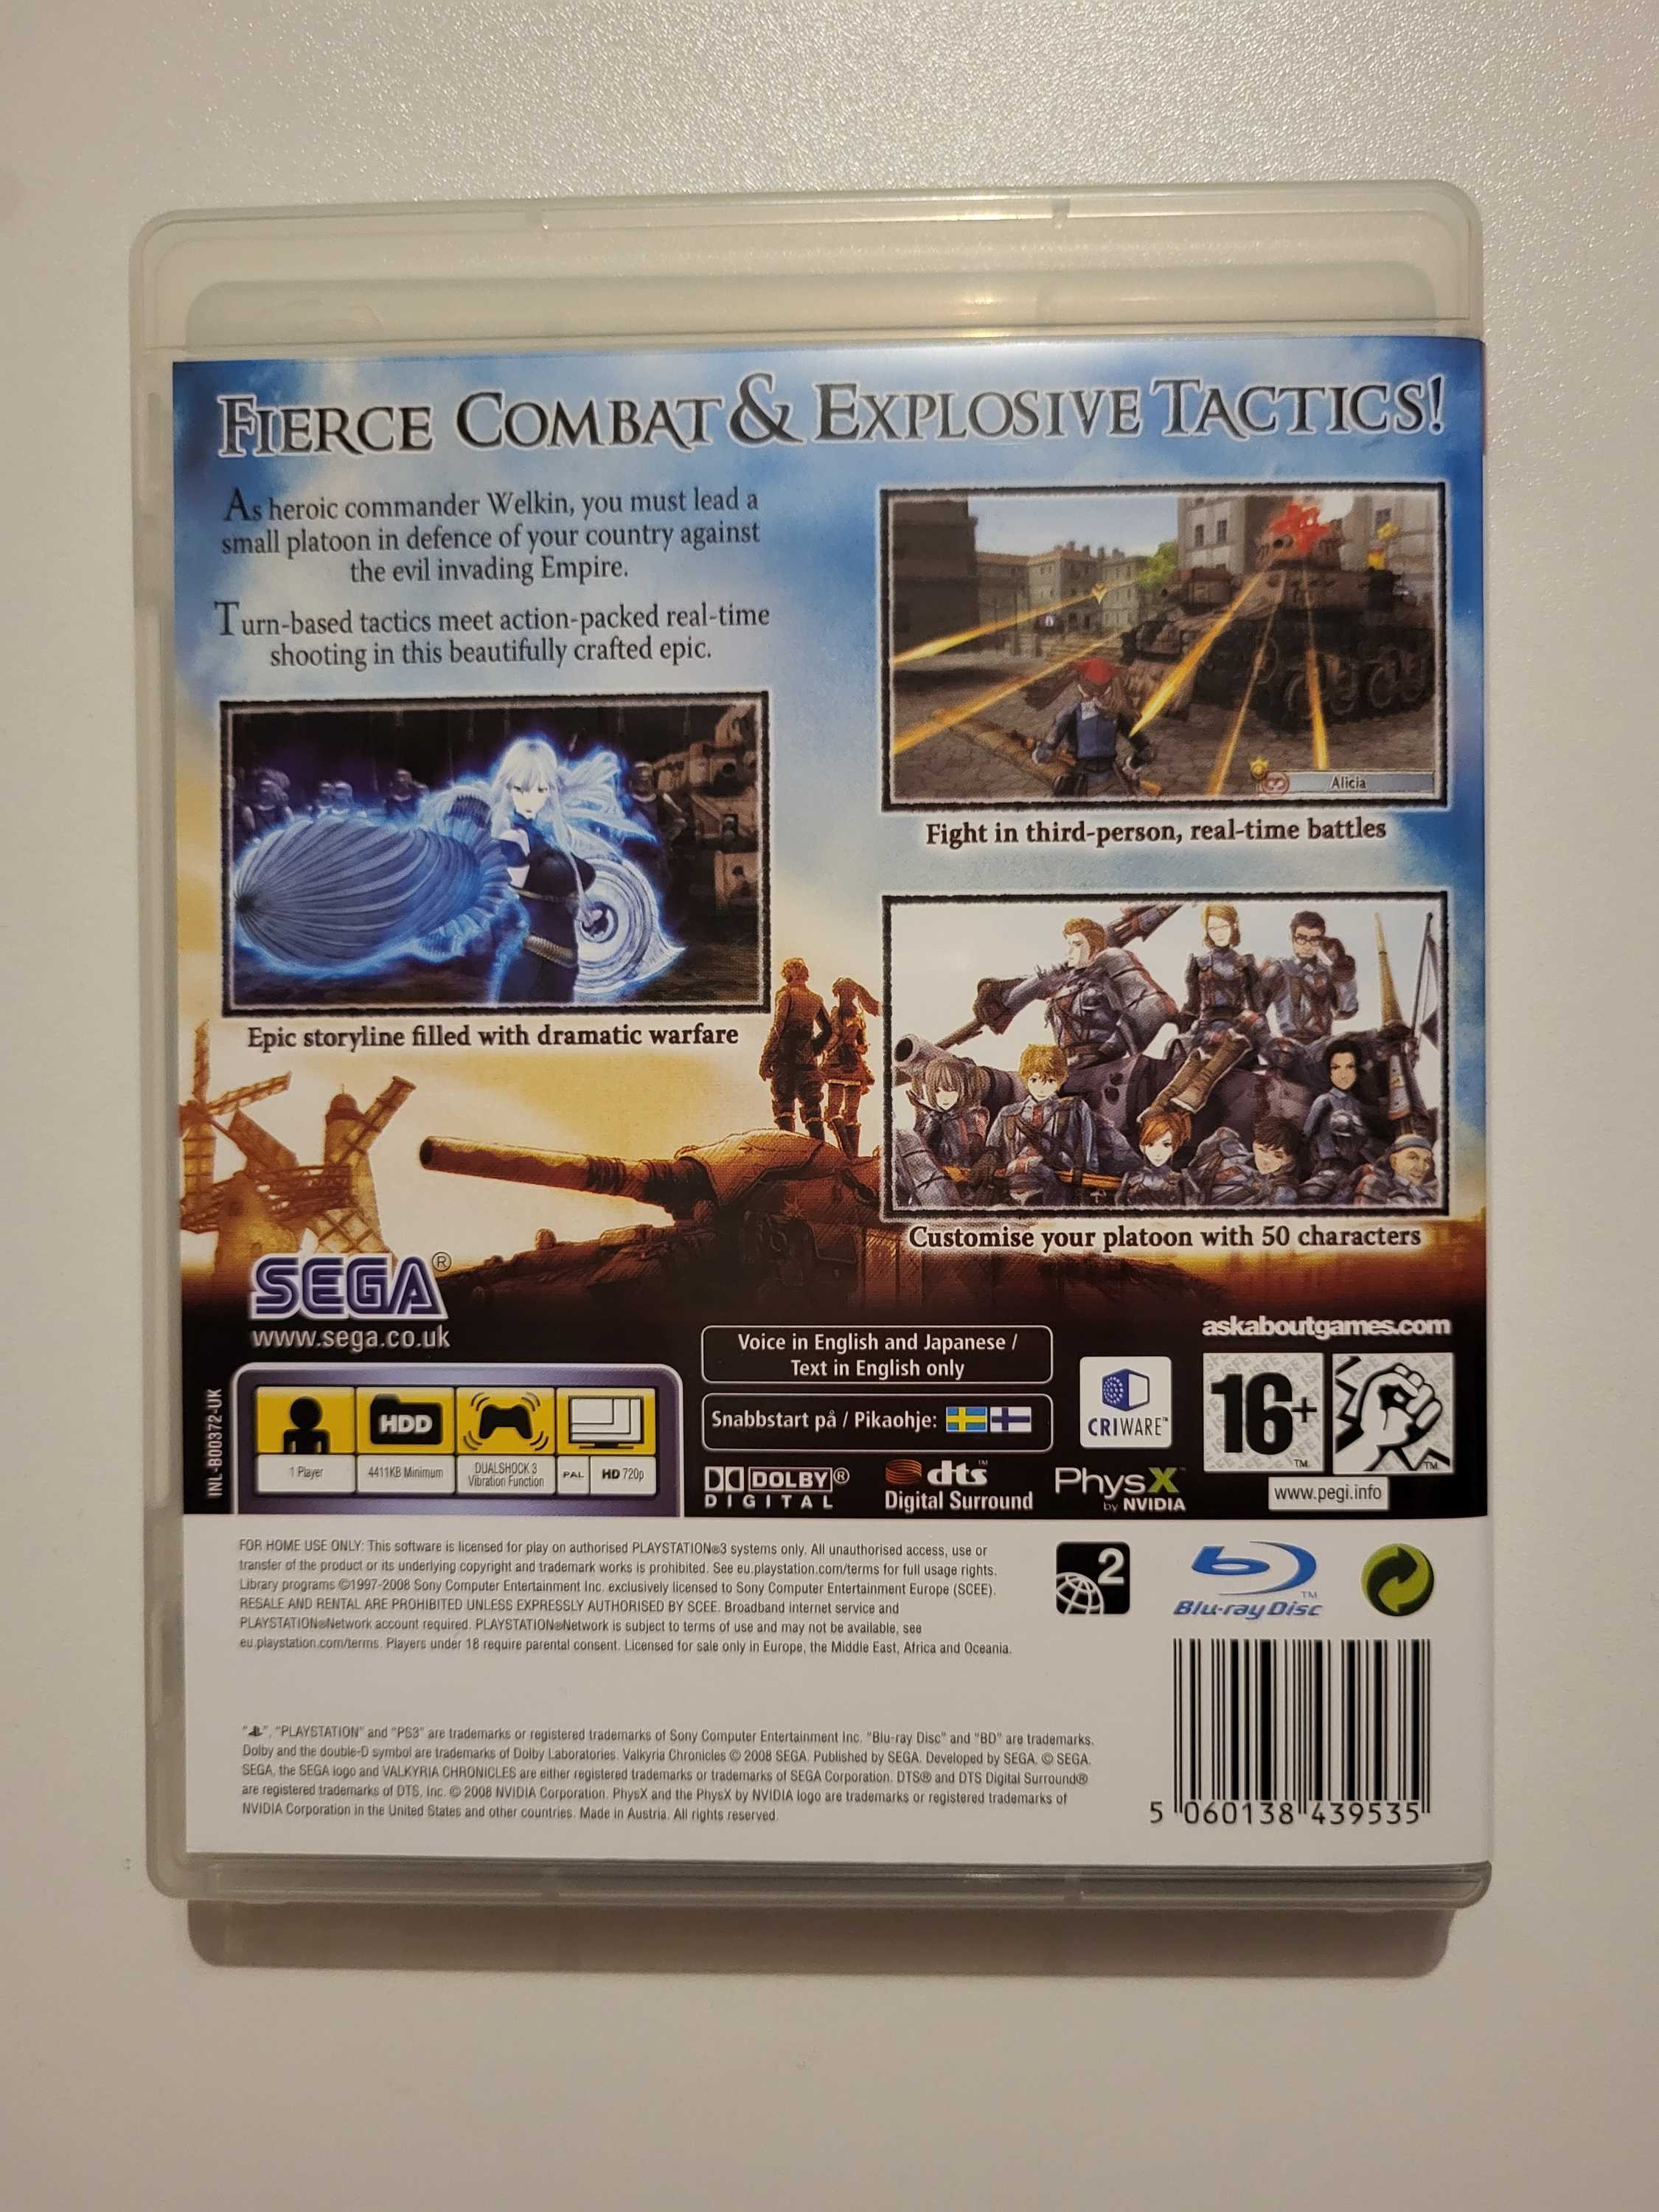 FIERCE COMBAT & EXPLOSIVE TACTICS!
As heroic commander Welkin, you must lead a
small platoon in defence of your country against
the evil invading Empire.
Turn-based tactics meet action-packed real-time
shooting in this beautifully crafted epic.
Alicia
Fight in third-person, real-time battles
Epic storyline filled with dramatic warfare
Customise your platoon with 50 characters
SEGA®
www.sega.co.uk
INL-B00372-UK
HDD
1 Player
4411KB Minimum
DUALSHOCK 3
Vibration Function
PAL
HD 720p
Voice in English and Japanese /
Text in English only
Snabbstart på / Pikaohje:
DOLBY®
DIGITAL
dts™
Digital Surround
CRIWARE™
PhysX™
by NVIDIA
askaboutgames.com
16+
TM
TM
www.pegi.info
FOR HOME USE ONLY: This software is licensed for play on authorised PLAYSTATION®3 systems only. All unauthorised access, use or
transfer of the product or its underlying copyright and trademark works is prohibited. See eu.playstation.com/terms for full usage rights.
Library programs ©1997-2008 Sony Computer Entertainment Inc. exclusively licensed to Sony Computer Entertainment Europe (SCEE).
RESALE AND RENTAL ARE PROHIBITED UNLESS EXPRESSLY AUTHORISED BY SCEE. Broadband internet service and
PLAYSTATION®Network account required. PLAYSTATION®Network is subject to terms of use and may not be available, see
eu.playstation.com/terms. Players under 18 require parental consent. Licensed for sale only in Europe, the Middle East, Africa and Oceania.
2
Blu-ray Disc™
"PS", "PLAYSTATION" and "PS3" are trademarks or registered trademarks of Sony Computer Entertainment Inc. "Blu-ray Disc" and "BD" are trademarks.
Dolby and the double-D symbol are trademarks of Dolby Laboratories. Valkyria Chronicles © 2008 SEGA. Published by SEGA. Developed by SEGA. © SEGA.
SEGA, the SEGA logo and VALKYRIA CHRONICLES are either registered trademarks or trademarks of SEGA Corporation. DTS® and DTS Digital Surround®
are registered trademarks of DTS, Inc. © 2008 NVIDIA Corporation. PhysX and the PhysX by NVIDIA logo are trademarks or registered trademarks of
NVIDIA Corporation in the United States and other countries. Made in Austria. All rights reserved.
5 060138 439535